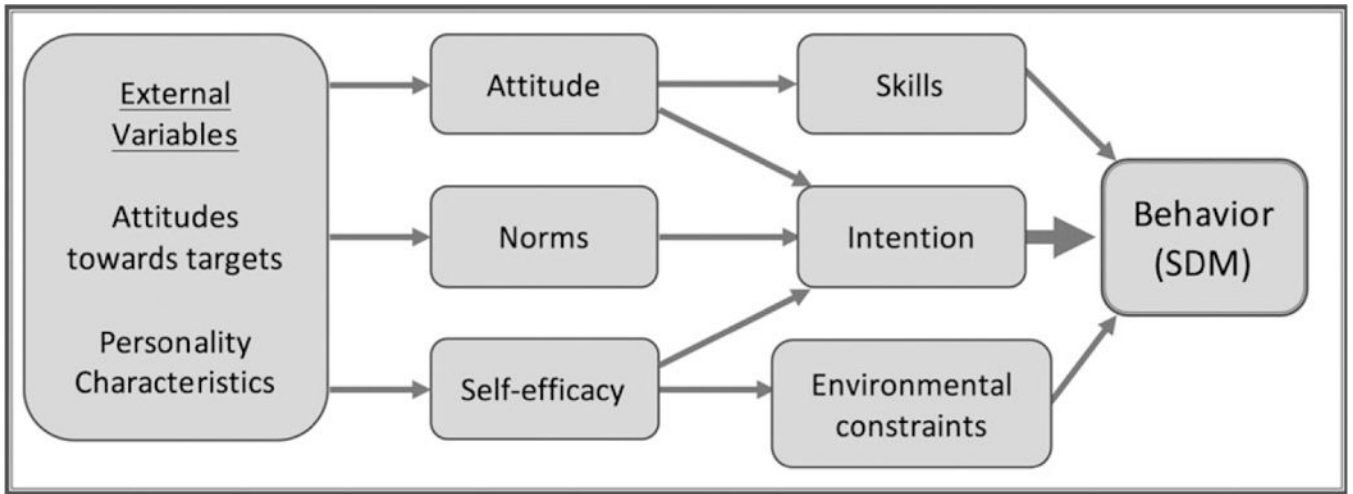 External
Variables
Attitudes
towards targets
Personality
Characteristics
Attitude
Norms
Self-efficacy
Skills
Intention
Environmental
constraints
Behavior
(SDM)